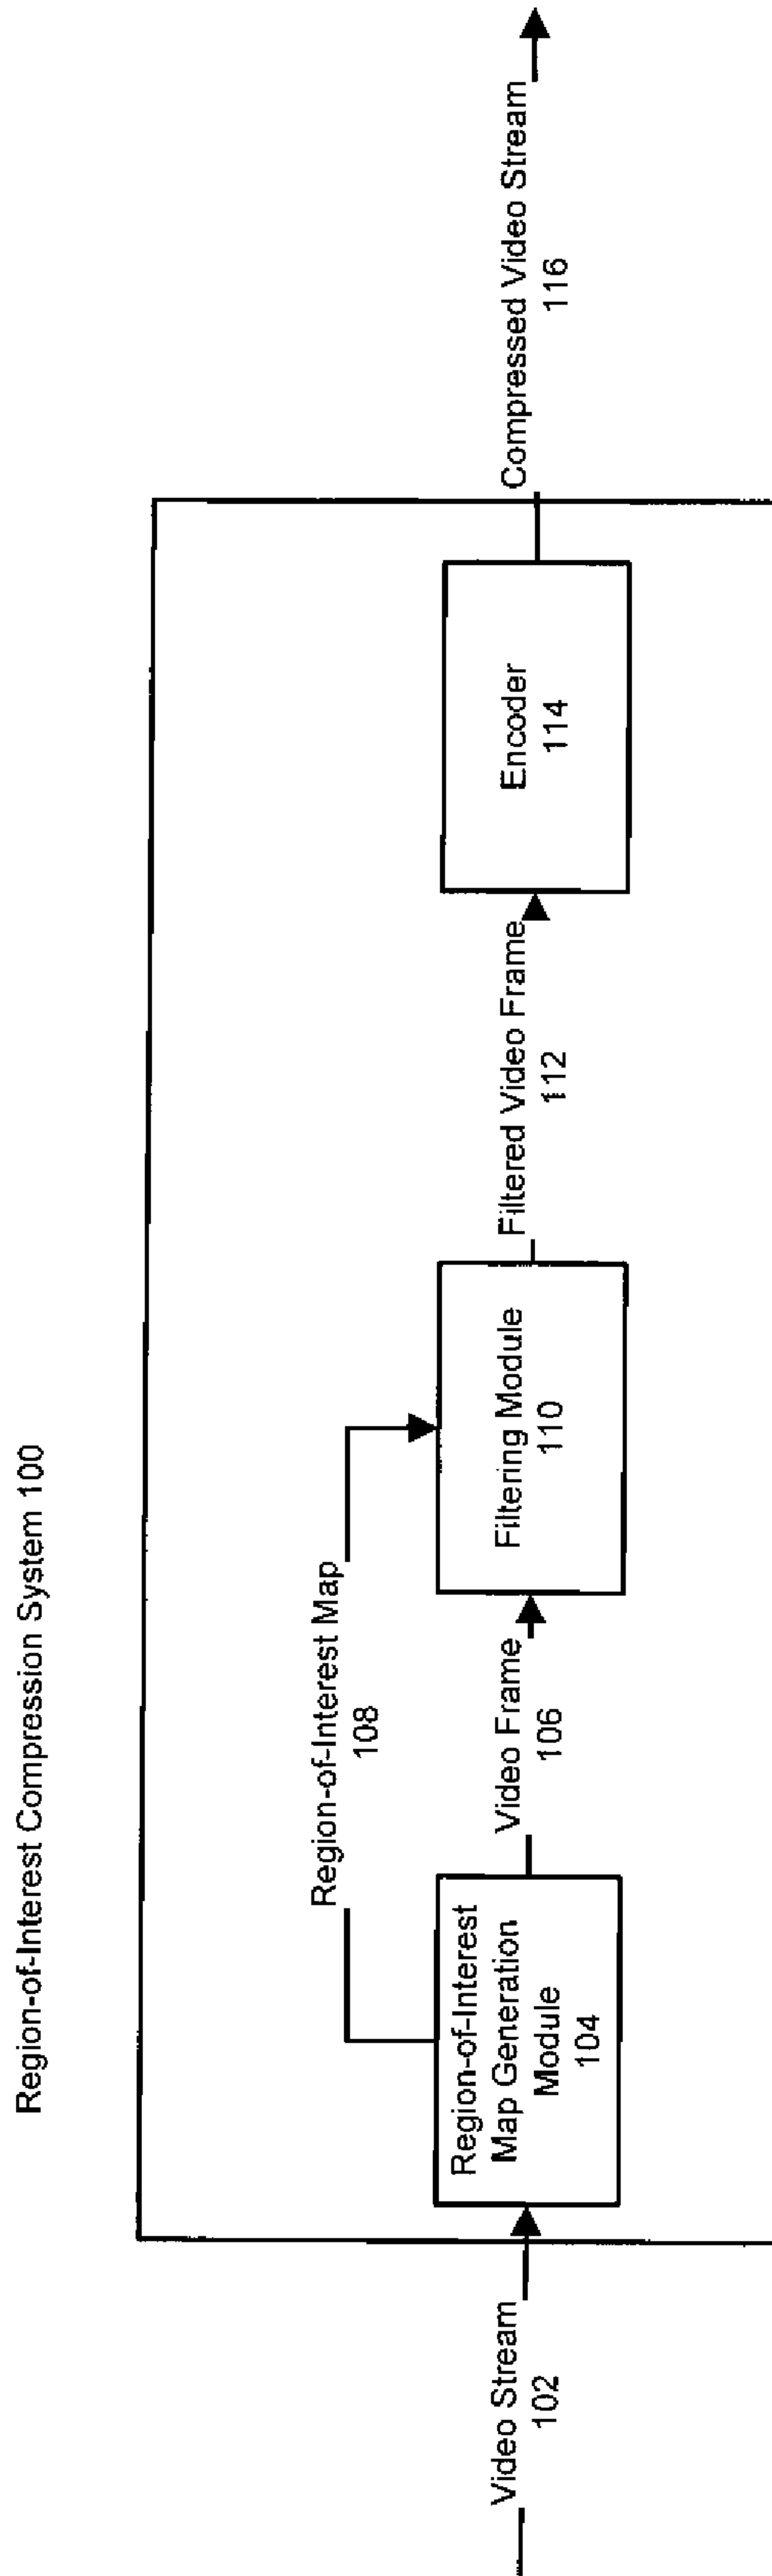 Region-of-Interest Compression System 100
Video Stream
102
Region-of-Interest
Map Generation
Module
104
Region-of-Interest Map
108
Video Frame
106
Filtering Module
110
Filtered Video Frame
112
Encoder
114
Compressed Video Stream
116